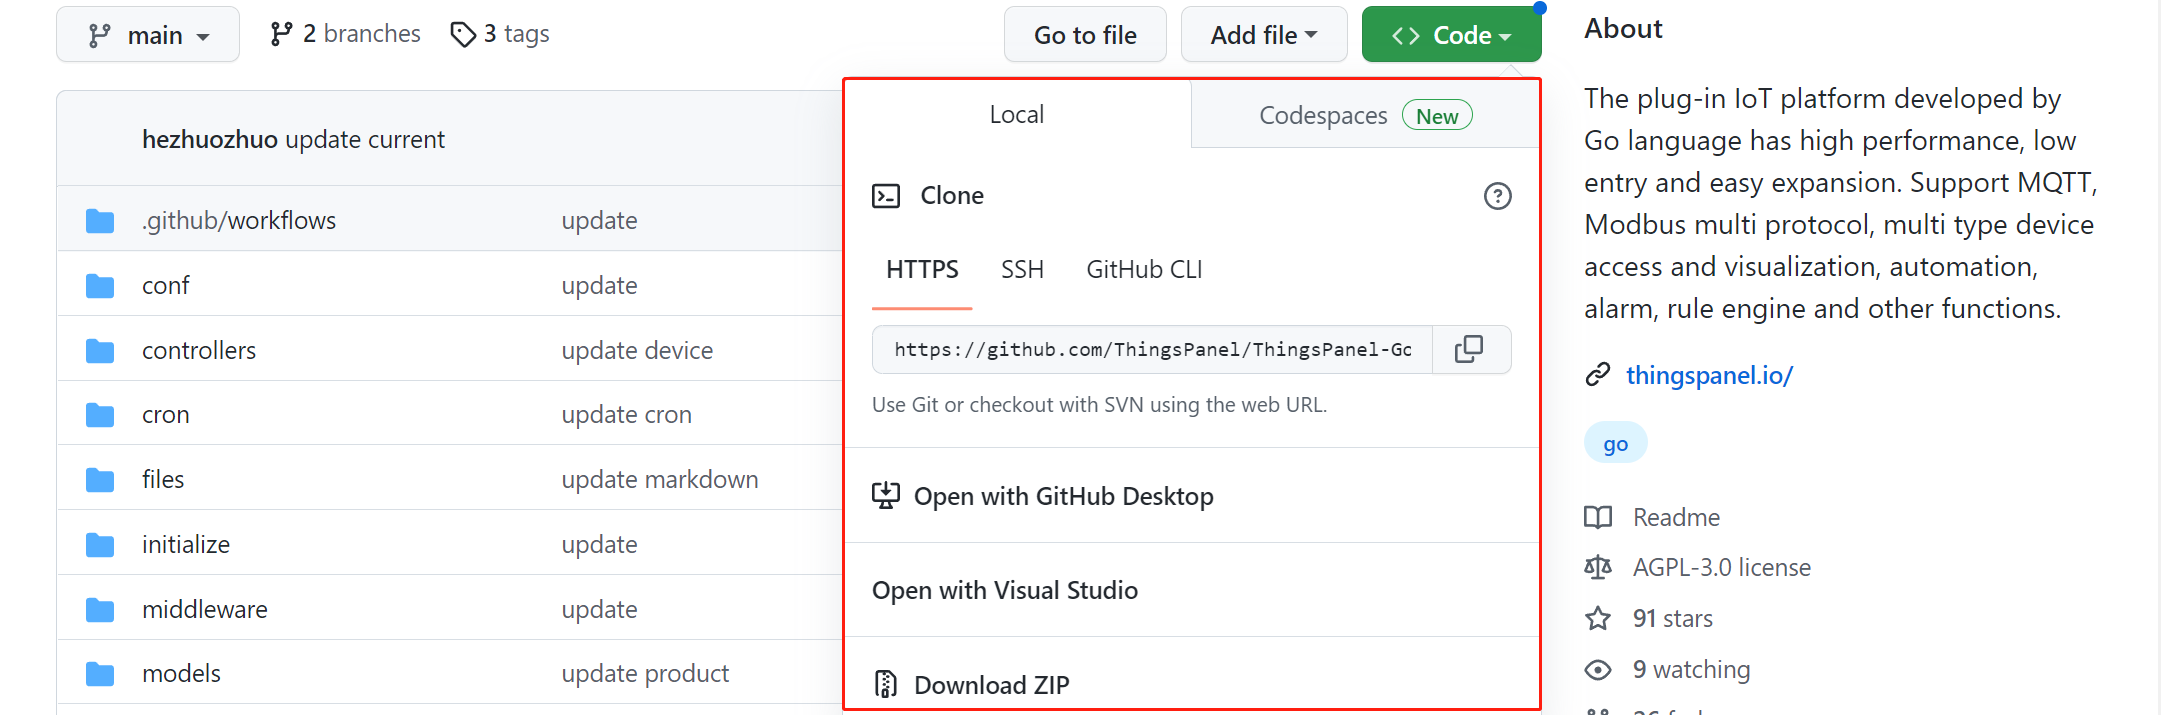 main
2 branches
3 tags
Go to file
Add file
Code
hezhuozhuo update current
.github/workflows update
conf update
controllers update device
cron update cron
files update markdown
initialize update
middleware update
models update product
Local
Codespaces New
Clone
HTTPS SSH GitHub CLI
https://github.com/ThingsPanel/ThingsPanel-Go
Use Git or checkout with SVN using the web URL.
Open with GitHub Desktop
Open with Visual Studio
Download ZIP
About
The plug-in IoT platform developed by
Go language has high performance, low
entry and easy expansion. Support MQTT,
Modbus multi protocol, multi type device
access and visualization, automation,
alarm, rule engine and other functions.
thingspanel.io/
go
Readme
AGPL-3.0 license
91 stars
9 watching